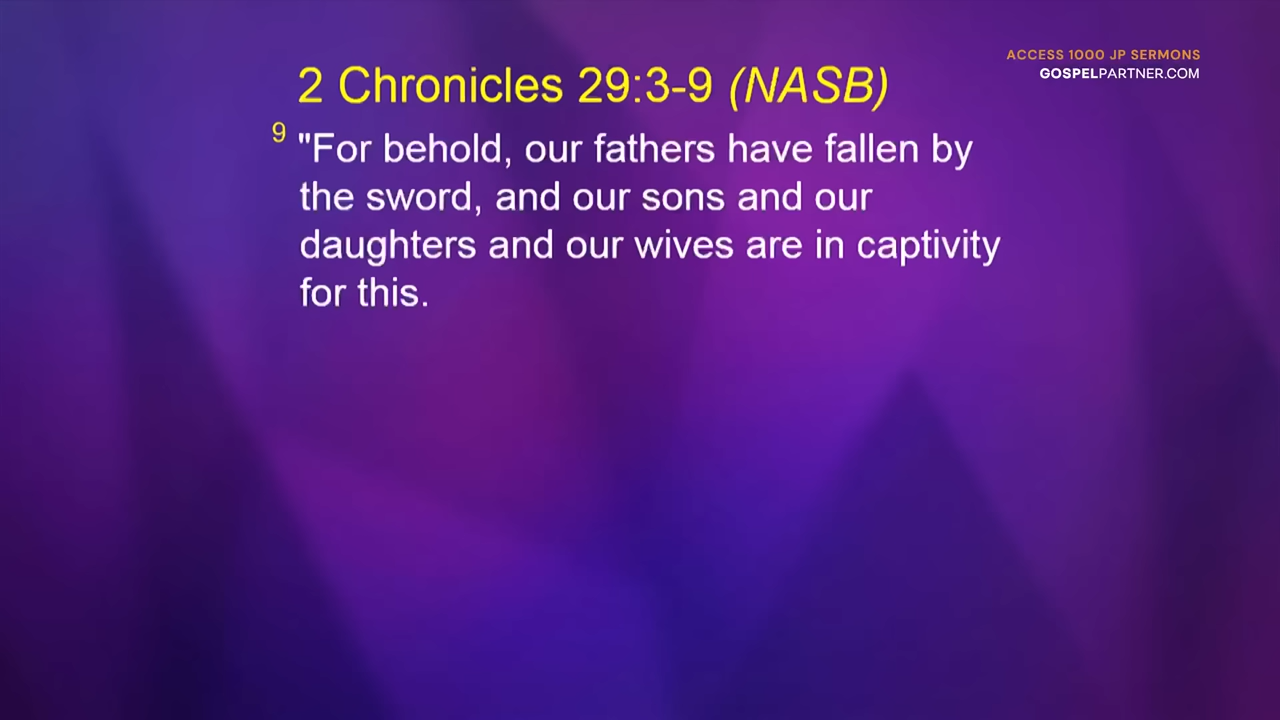 ACCESS 1000 JP SERMONS
GOSPELPARTNER.COM
2 Chronicles 29:3-9 (NASB)
9 "For behold, our fathers have fallen by
the sword, and our sons and our
daughters and our wives are in captivity
for this.